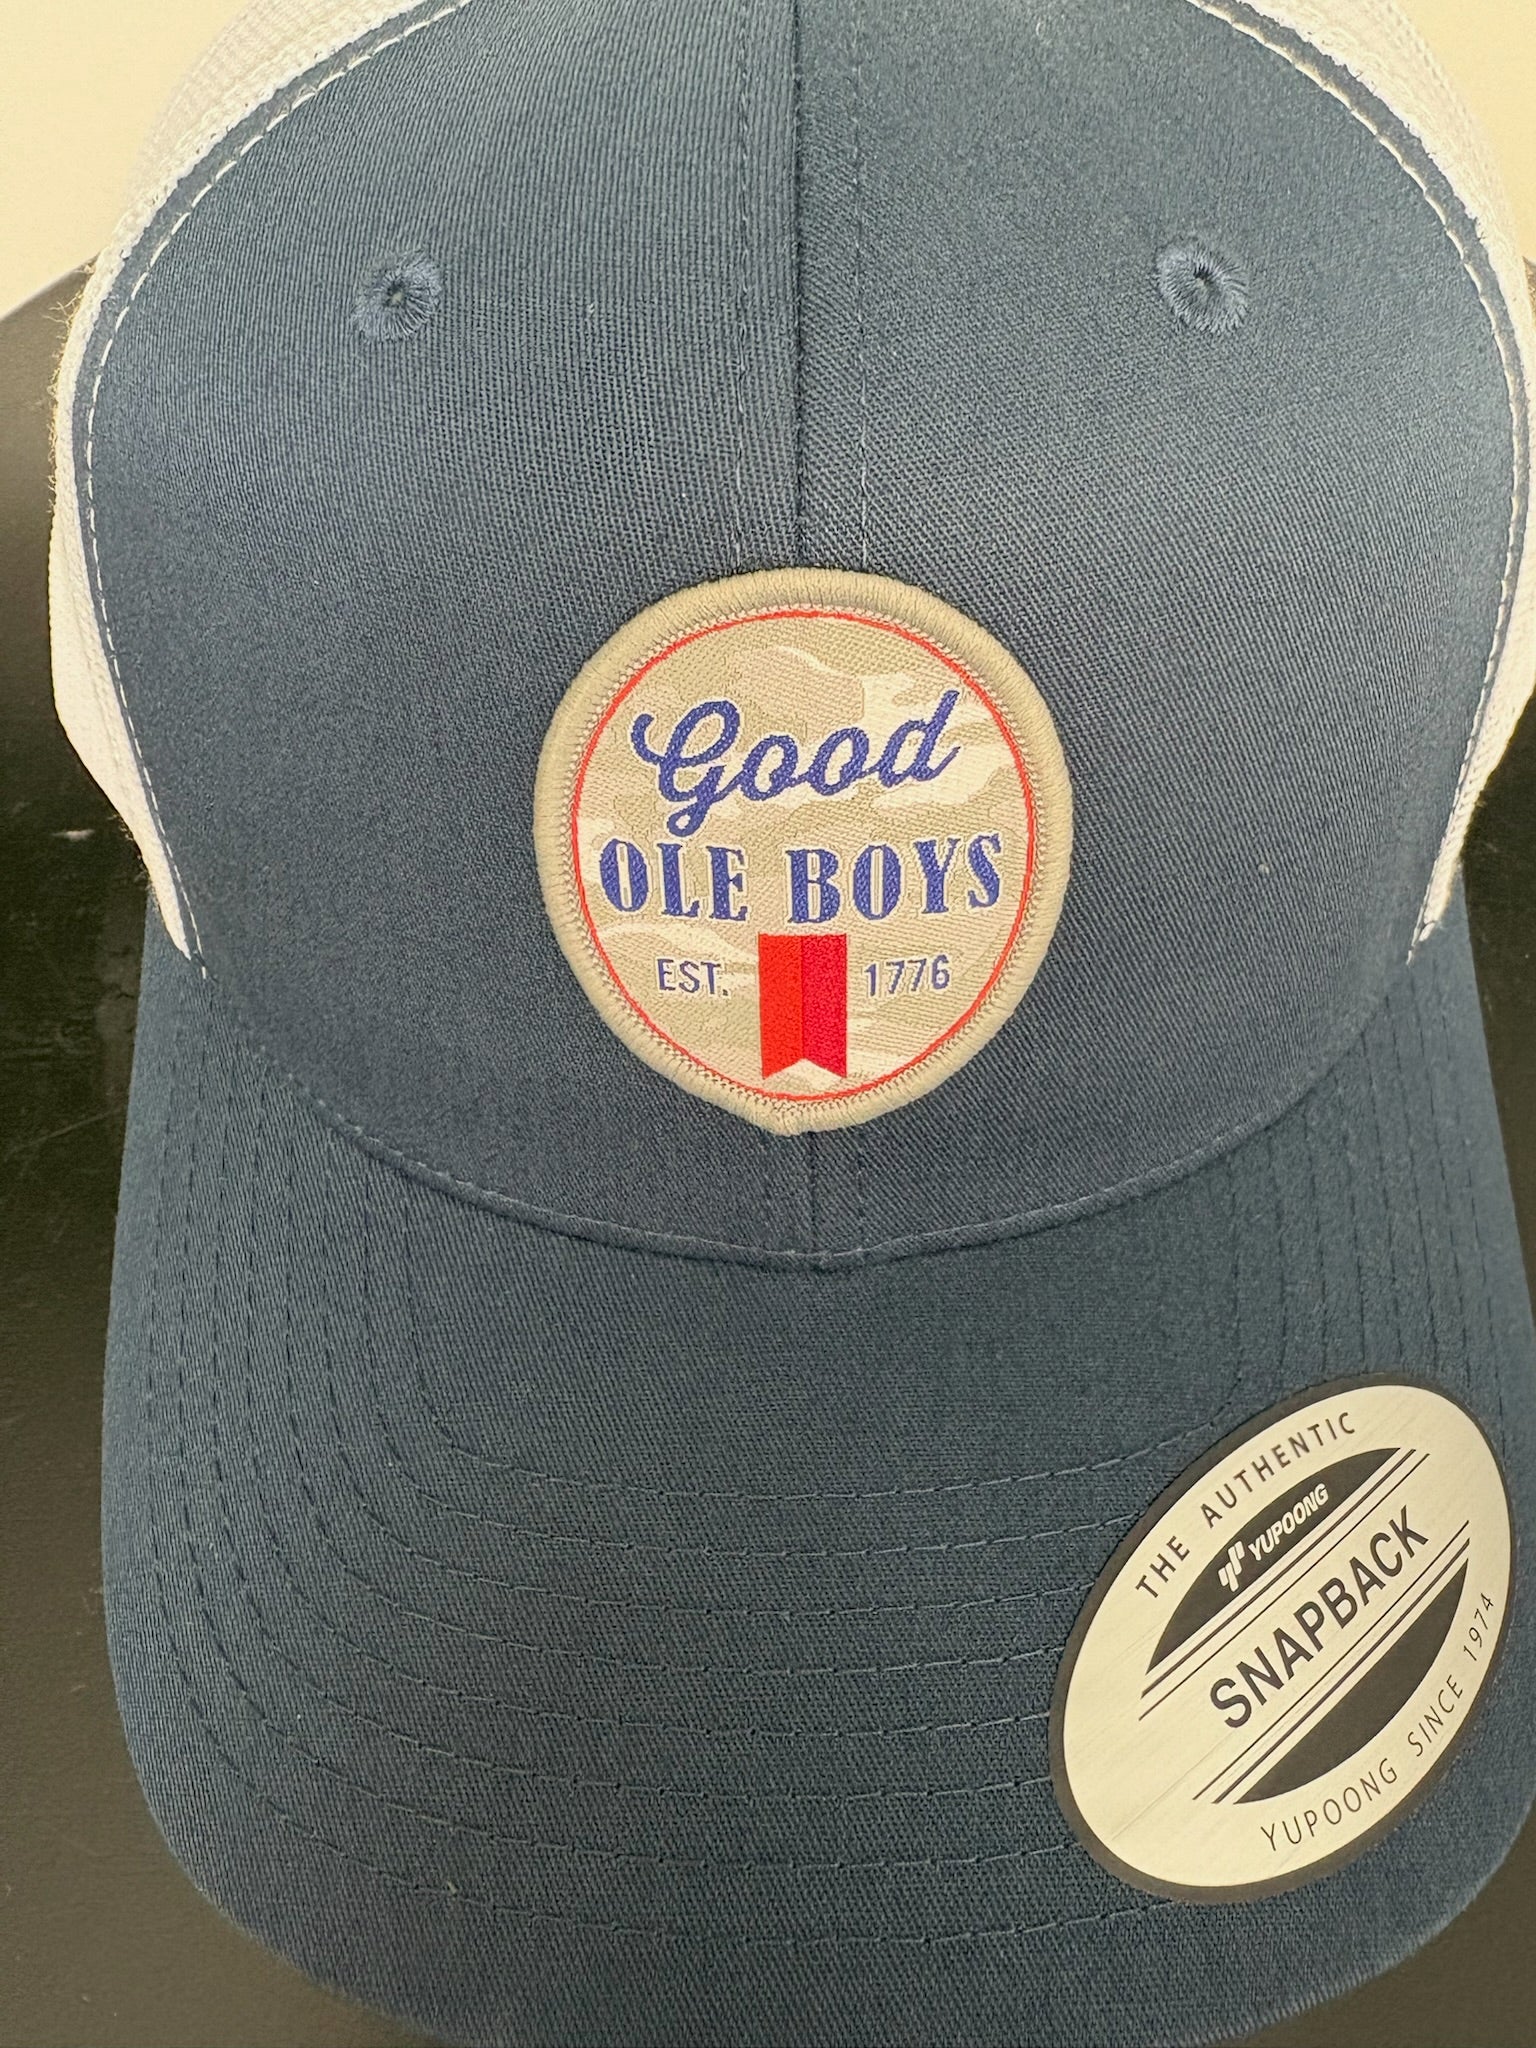 Good
OLE BOYS
EST. 1776
THE AUTHENTIC
YUPOONG
SNAPBACK
YUPOONG SINCE 1974